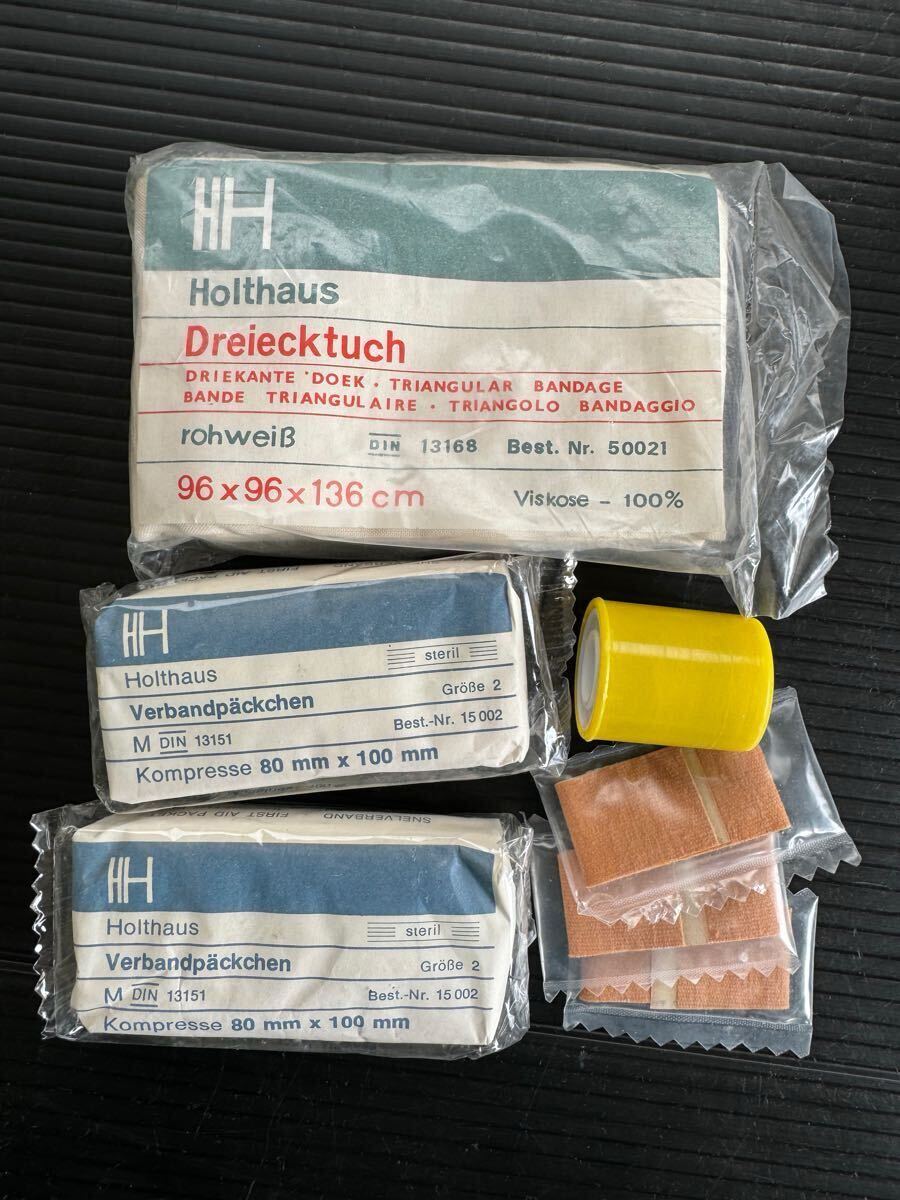 HH
Holthaus
Dreiecktuch
DRIEKANTE DOEK · TRIANGULAR BANDAGE
BANDE TRIANGULAIRE · TRIANGOLO BANDAGGIO
rohweiß DIN 13168 Best. Nr. 50021
96 x 96 x 136 cm Viskose – 100%
FIRST AID PACKET
HH
Holthaus steril
Verbandpäckchen Größe 2
M DIN 13151 Best.-Nr. 15 002
Kompresse 80 mm x 100 mm
FIRST AID PACKET SNELVERBAND
HH
Holthaus steril
Verbandpäckchen Größe 2
M DIN 13151 Best.-Nr. 15 002
Kompresse 80 mm x 100 mm